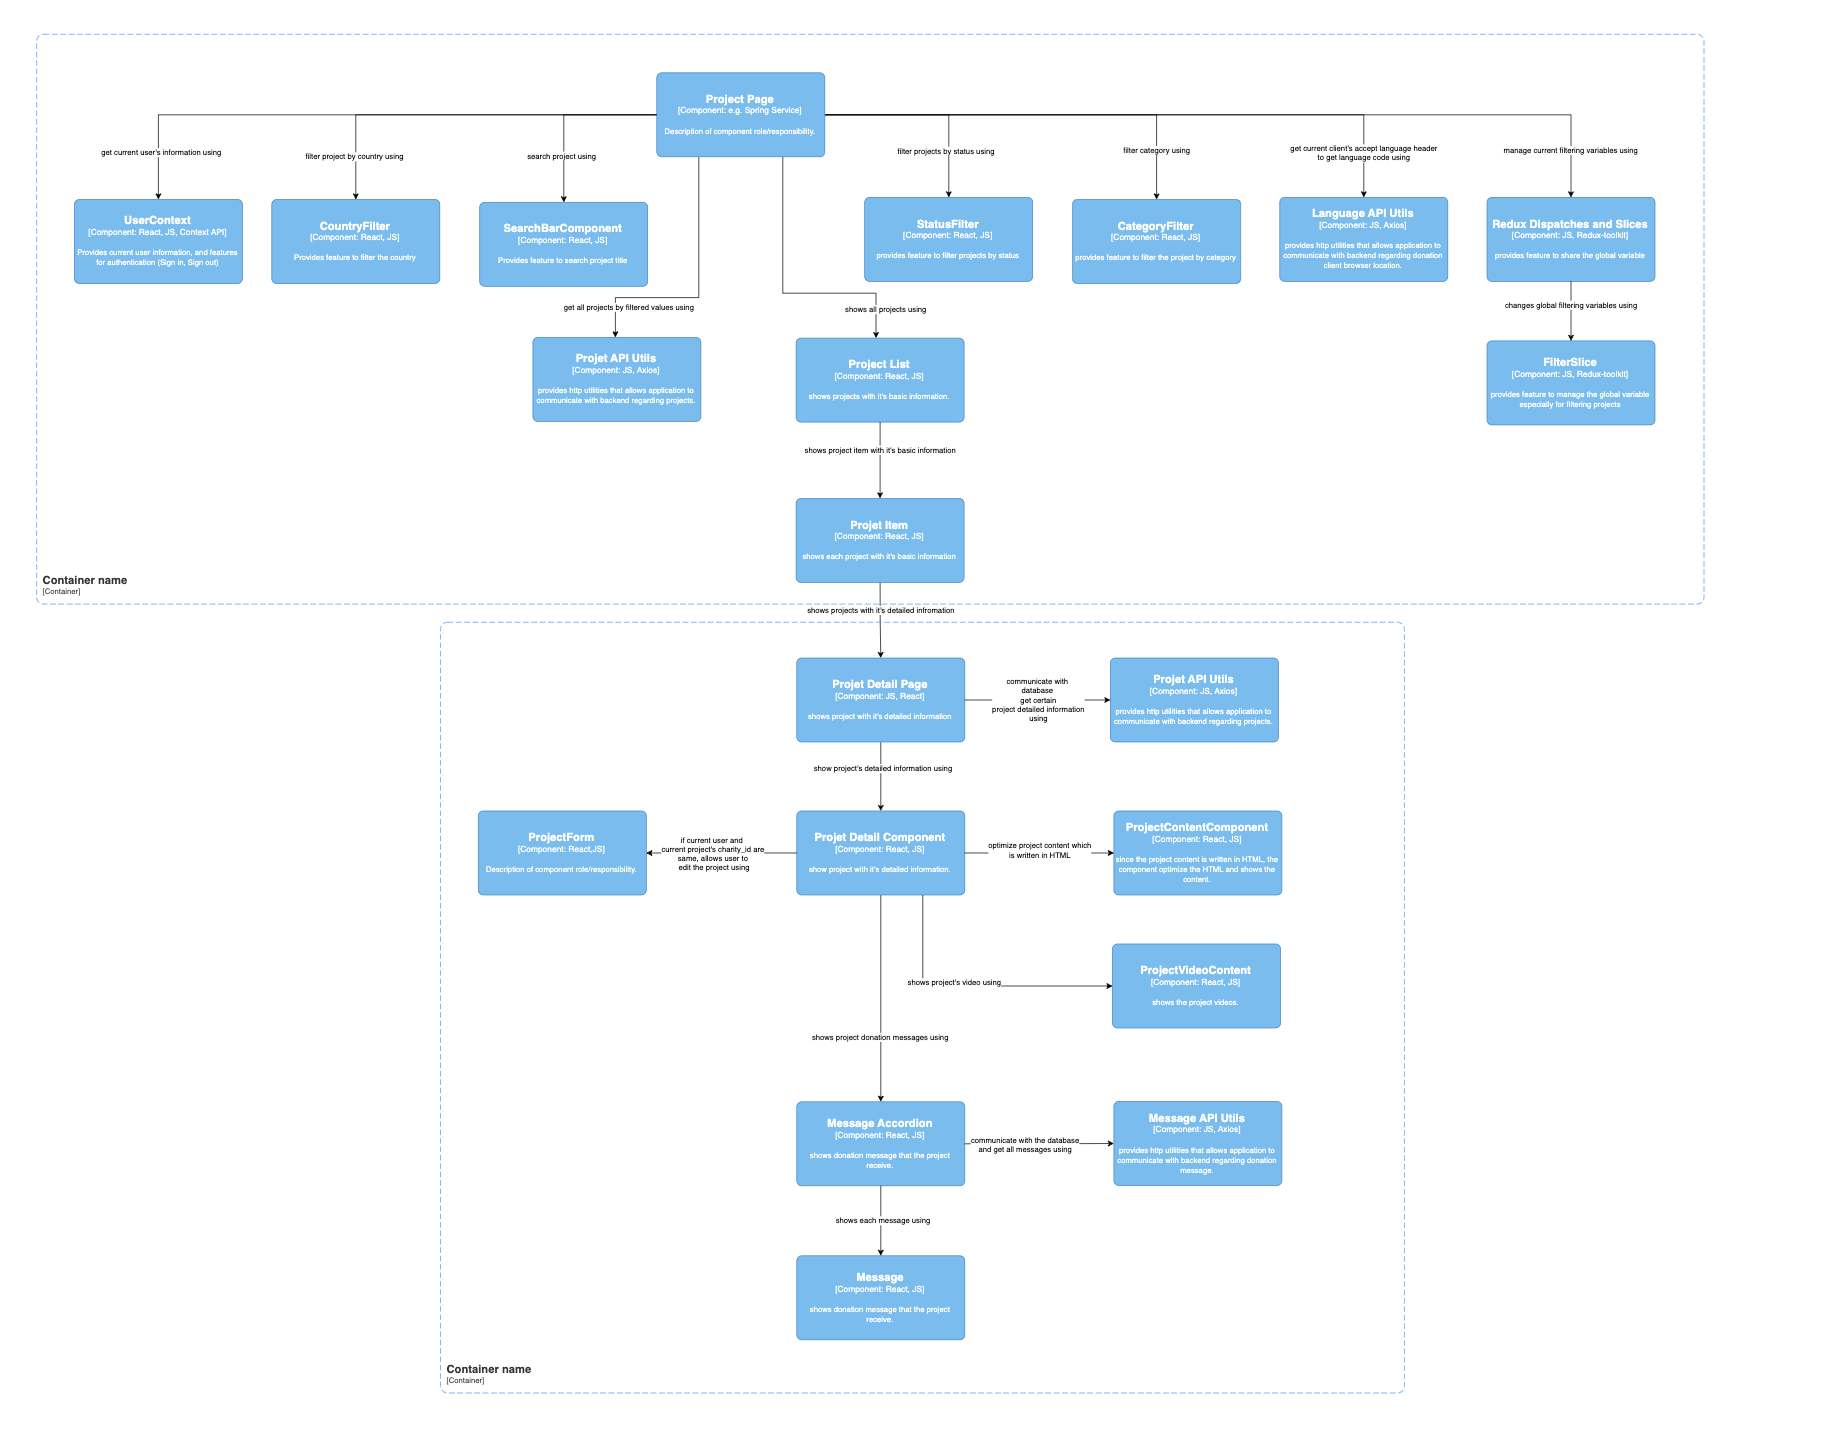 Project Page
[Component: e.g. Spring Service]
Description of component role/responsibility.
get current user's information using
filter project by country using
search project using
filter projects by status using
filter category using
get current client's accept language header
to get language code using
manage current filtering variables using
UserContext
[Component: React, JS, Context API]
Provides current user information, and features
for authentication (Sign in, Sign out)
CountryFilter
[Component: React, JS]
Provides feature to filter the country
SearchBarComponent
[Component: React, JS]
Provides feature to search project title
StatusFilter
[Component: React, JS]
provides feature to filter projects by status
CategoryFilter
[Component: React, JS]
provides feature to filter the project by category
Language API Utils
[Component: JS, Axios]
provides http utilities that allows application to
communicate with backend regarding donation
client browser location.
Redux Dispatches and Slices
[Component: JS, Redux-toolkit]
provides feature to share the global variable
get all projects by filtered values using
shows all projects using
changes global filtering variables using
Projet API Utils
[Component: JS, Axios]
provides http utilities that allows application to
communicate with backend regarding projects.
Project List
[Component: React, JS]
shows projects with it's basic information.
FilterSlice
[Component: JS, Redux-toolkit]
provides feature to manage the global variable
especially for filtering projects
shows project item with it's basic information
Projet Item
[Component: React, JS]
shows each project with it's basic information
Container name
[Container]
shows projects with it's detailed infromation
Projet Detail Page
[Component: JS, React]
shows project with it's detailed information
communicate with
database
get certain
project detailed information
using
Projet API Utils
[Component: JS, Axios]
provides http utilities that allows application to
communicate with backend regarding projects.
show project's detailed information using
ProjectForm
[Component: React,JS]
Description of component role/responsibility.
if current user and
current project's charity_id are
same, allows user to
edit the project using
Projet Detail Component
[Component: React, JS]
show project with it's detailed information.
optimize project content which
is written in HTML
ProjectContentComponent
[Component: React, JS]
since the project content is written in HTML, the
component optimize the HTML and shows the
content.
shows project's video using
ProjectVideoContent
[Component: React, JS]
shows the project videos.
shows project donation messages using
Message Accordion
[Component: React, JS]
shows donation message that the project
receive.
communicate with the database
and get all messages using
Message API Utils
[Component: JS, Axios]
provides http utilities that allows application to
communicate with backend regarding donation
message.
shows each message using
Message
[Component: React, JS]
shows donation message that the project
receive.
Container name
[Container]